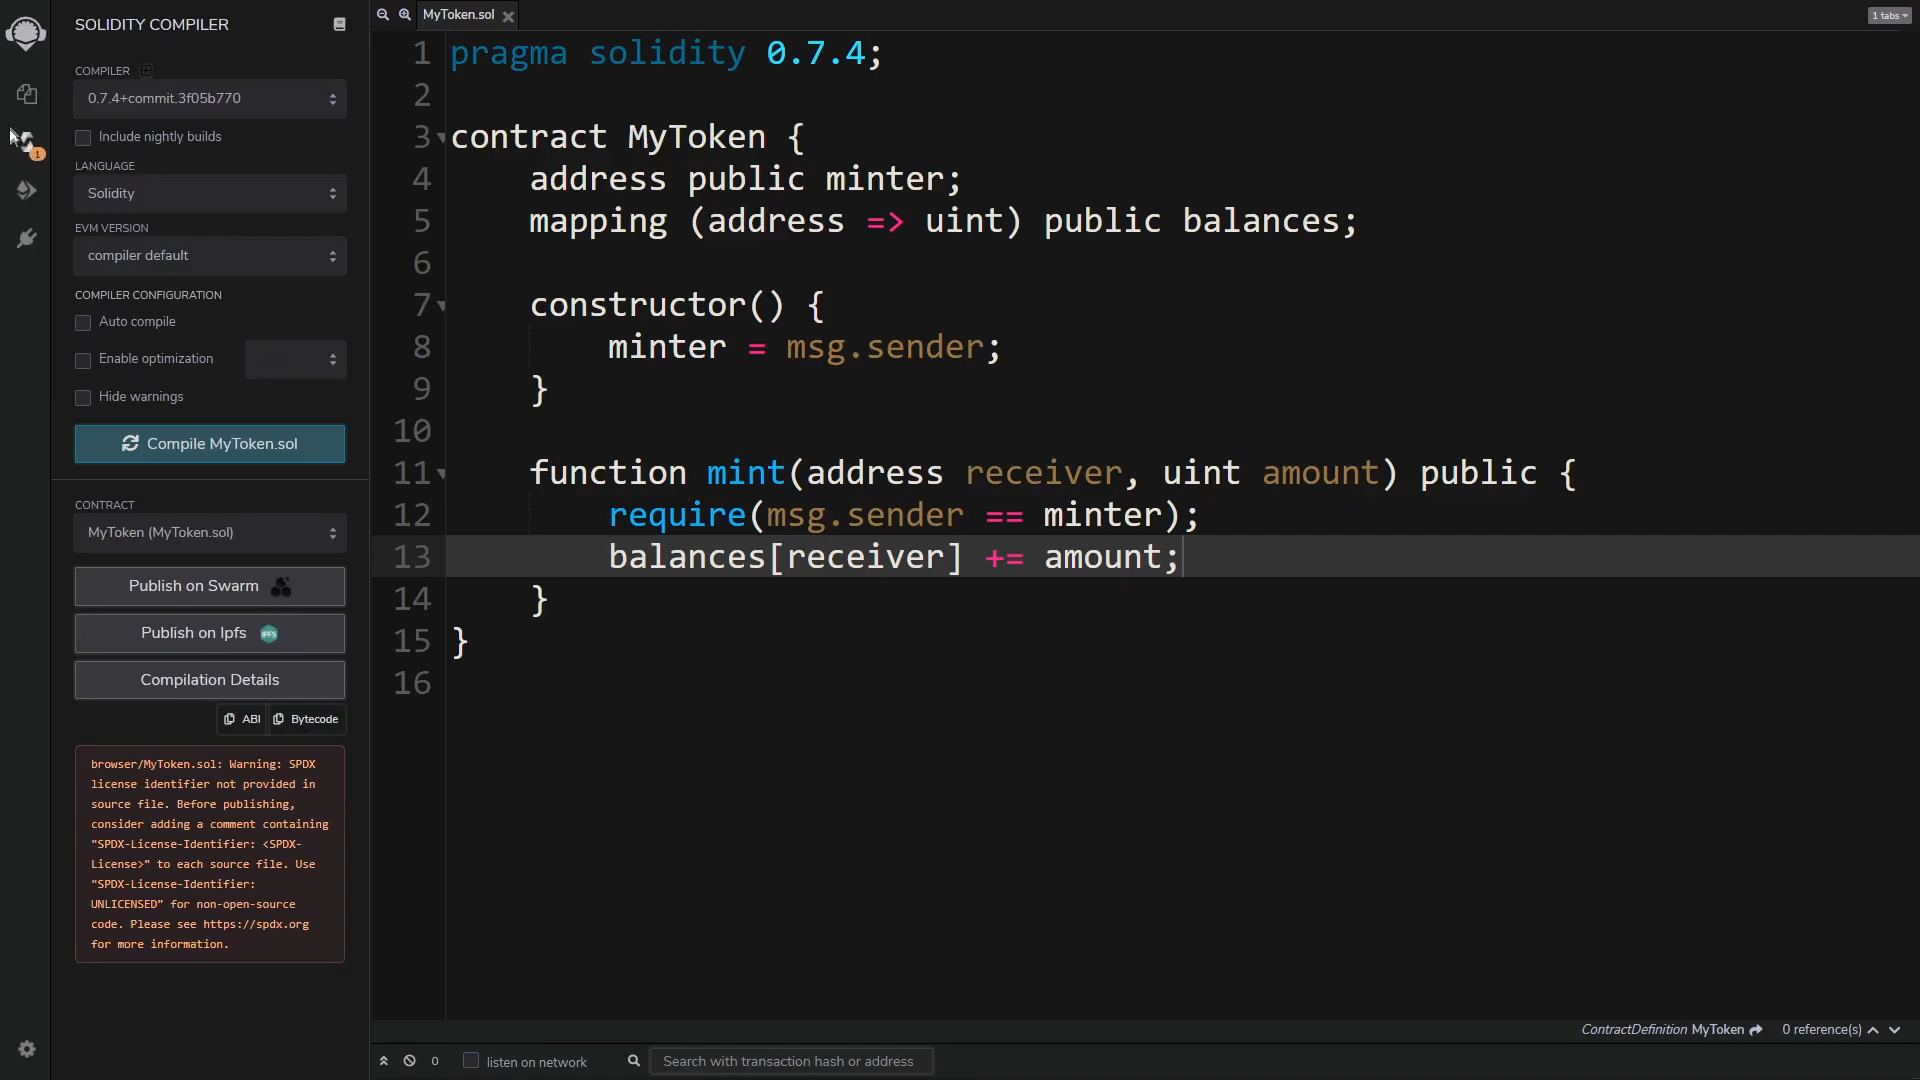 SOLIDITY COMPILER
COMPILER
0.7.4+commit.3f05b770
Include nightly builds
LANGUAGE
Solidity
EVM VERSION
compiler default
COMPILER CONFIGURATION
Auto compile
Enable optimization
Hide warnings
Compile MyToken.sol
CONTRACT
MyToken (MyToken.sol)
Publish on Swarm
Publish on Ipfs
IPFS
Compilation Details
ABI Bytecode
browser/MyToken.sol: Warning: SPDX
license identifier not provided in
source file. Before publishing,
consider adding a comment containing
"SPDX-License-Identifier: <SPDX-
License>" to each source file. Use
"SPDX-License-Identifier:
UNLICENSED" for non-open-source
code. Please see https://spdx.org
for more information.
1
MyToken.sol
1 tabs
1 pragma solidity 0.7.4;
2
3 contract MyToken {
4 address public minter;
5 mapping (address => uint) public balances;
6
7 constructor() {
8 minter = msg.sender;
9 }
10
11 function mint(address receiver, uint amount) public {
12 require(msg.sender == minter);
13 balances[receiver] += amount;
14 }
15 }
16
ContractDefinition MyToken 0 reference(s)
0 listen on network Search with transaction hash or address